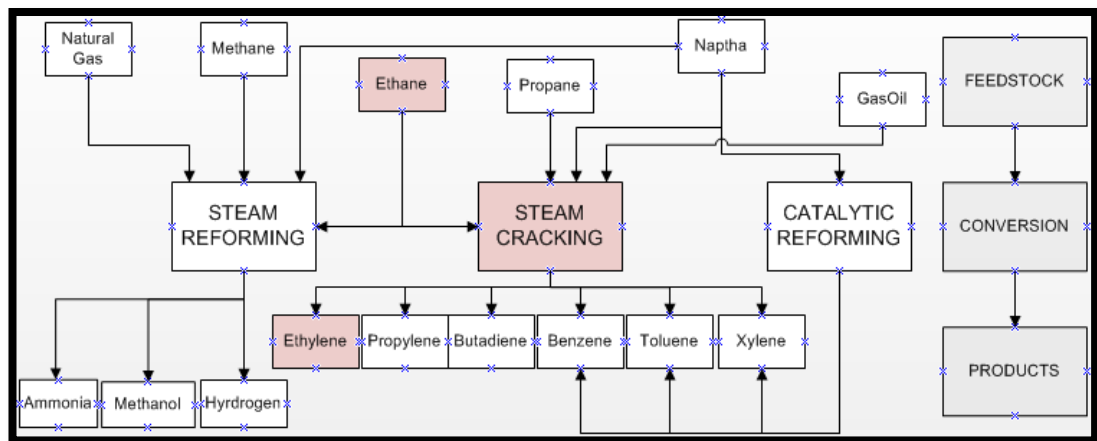 Natural
Gas
Methane
Ethane
Propane
Naptha
GasOil
FEEDSTOCK
STEAM
REFORMING
STEAM
CRACKING
CATALYTIC
REFORMING
CONVERSION
Ethylene
Propylene
Butadiene
Benzene
Toluene
Xylene
PRODUCTS
Ammonia
Methanol
Hyrdrogen